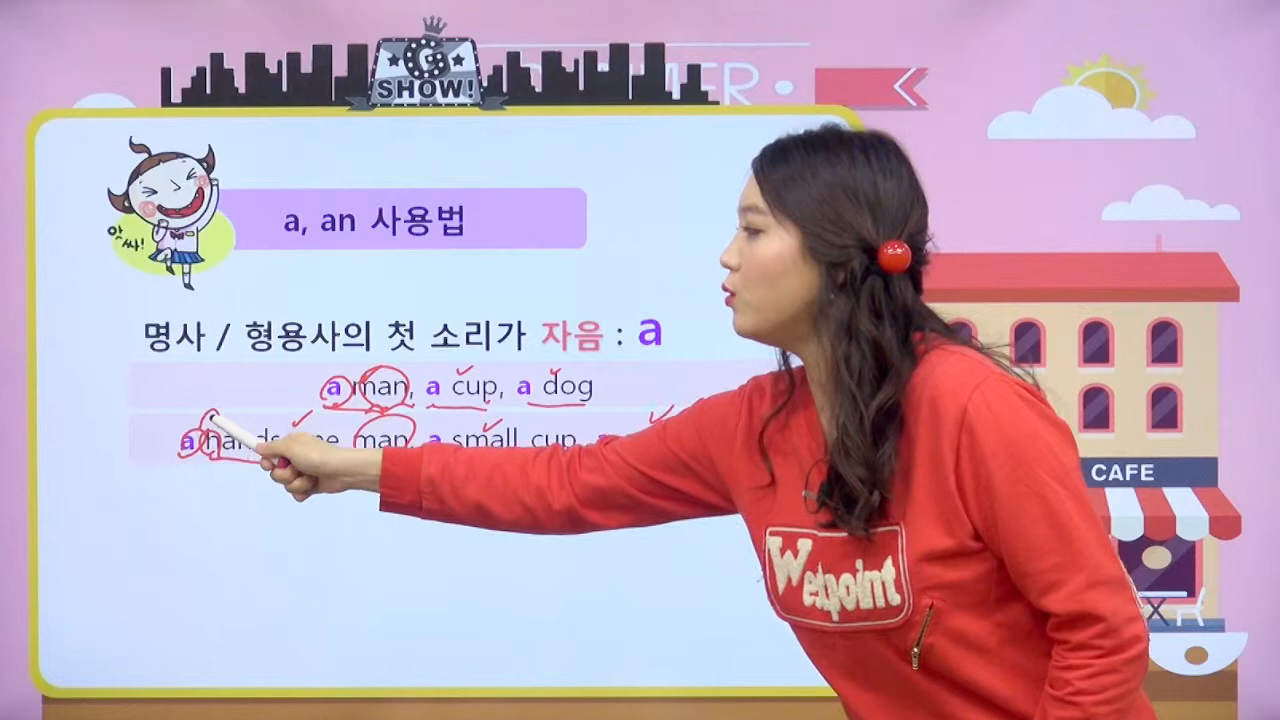 G
SHOW!
앗싸!
a, an 사용법
명사 / 형용사의 첫 소리가 자음 : a
a man, a cup, a dog
a man, a small cup,
CAFE
Wetpoint